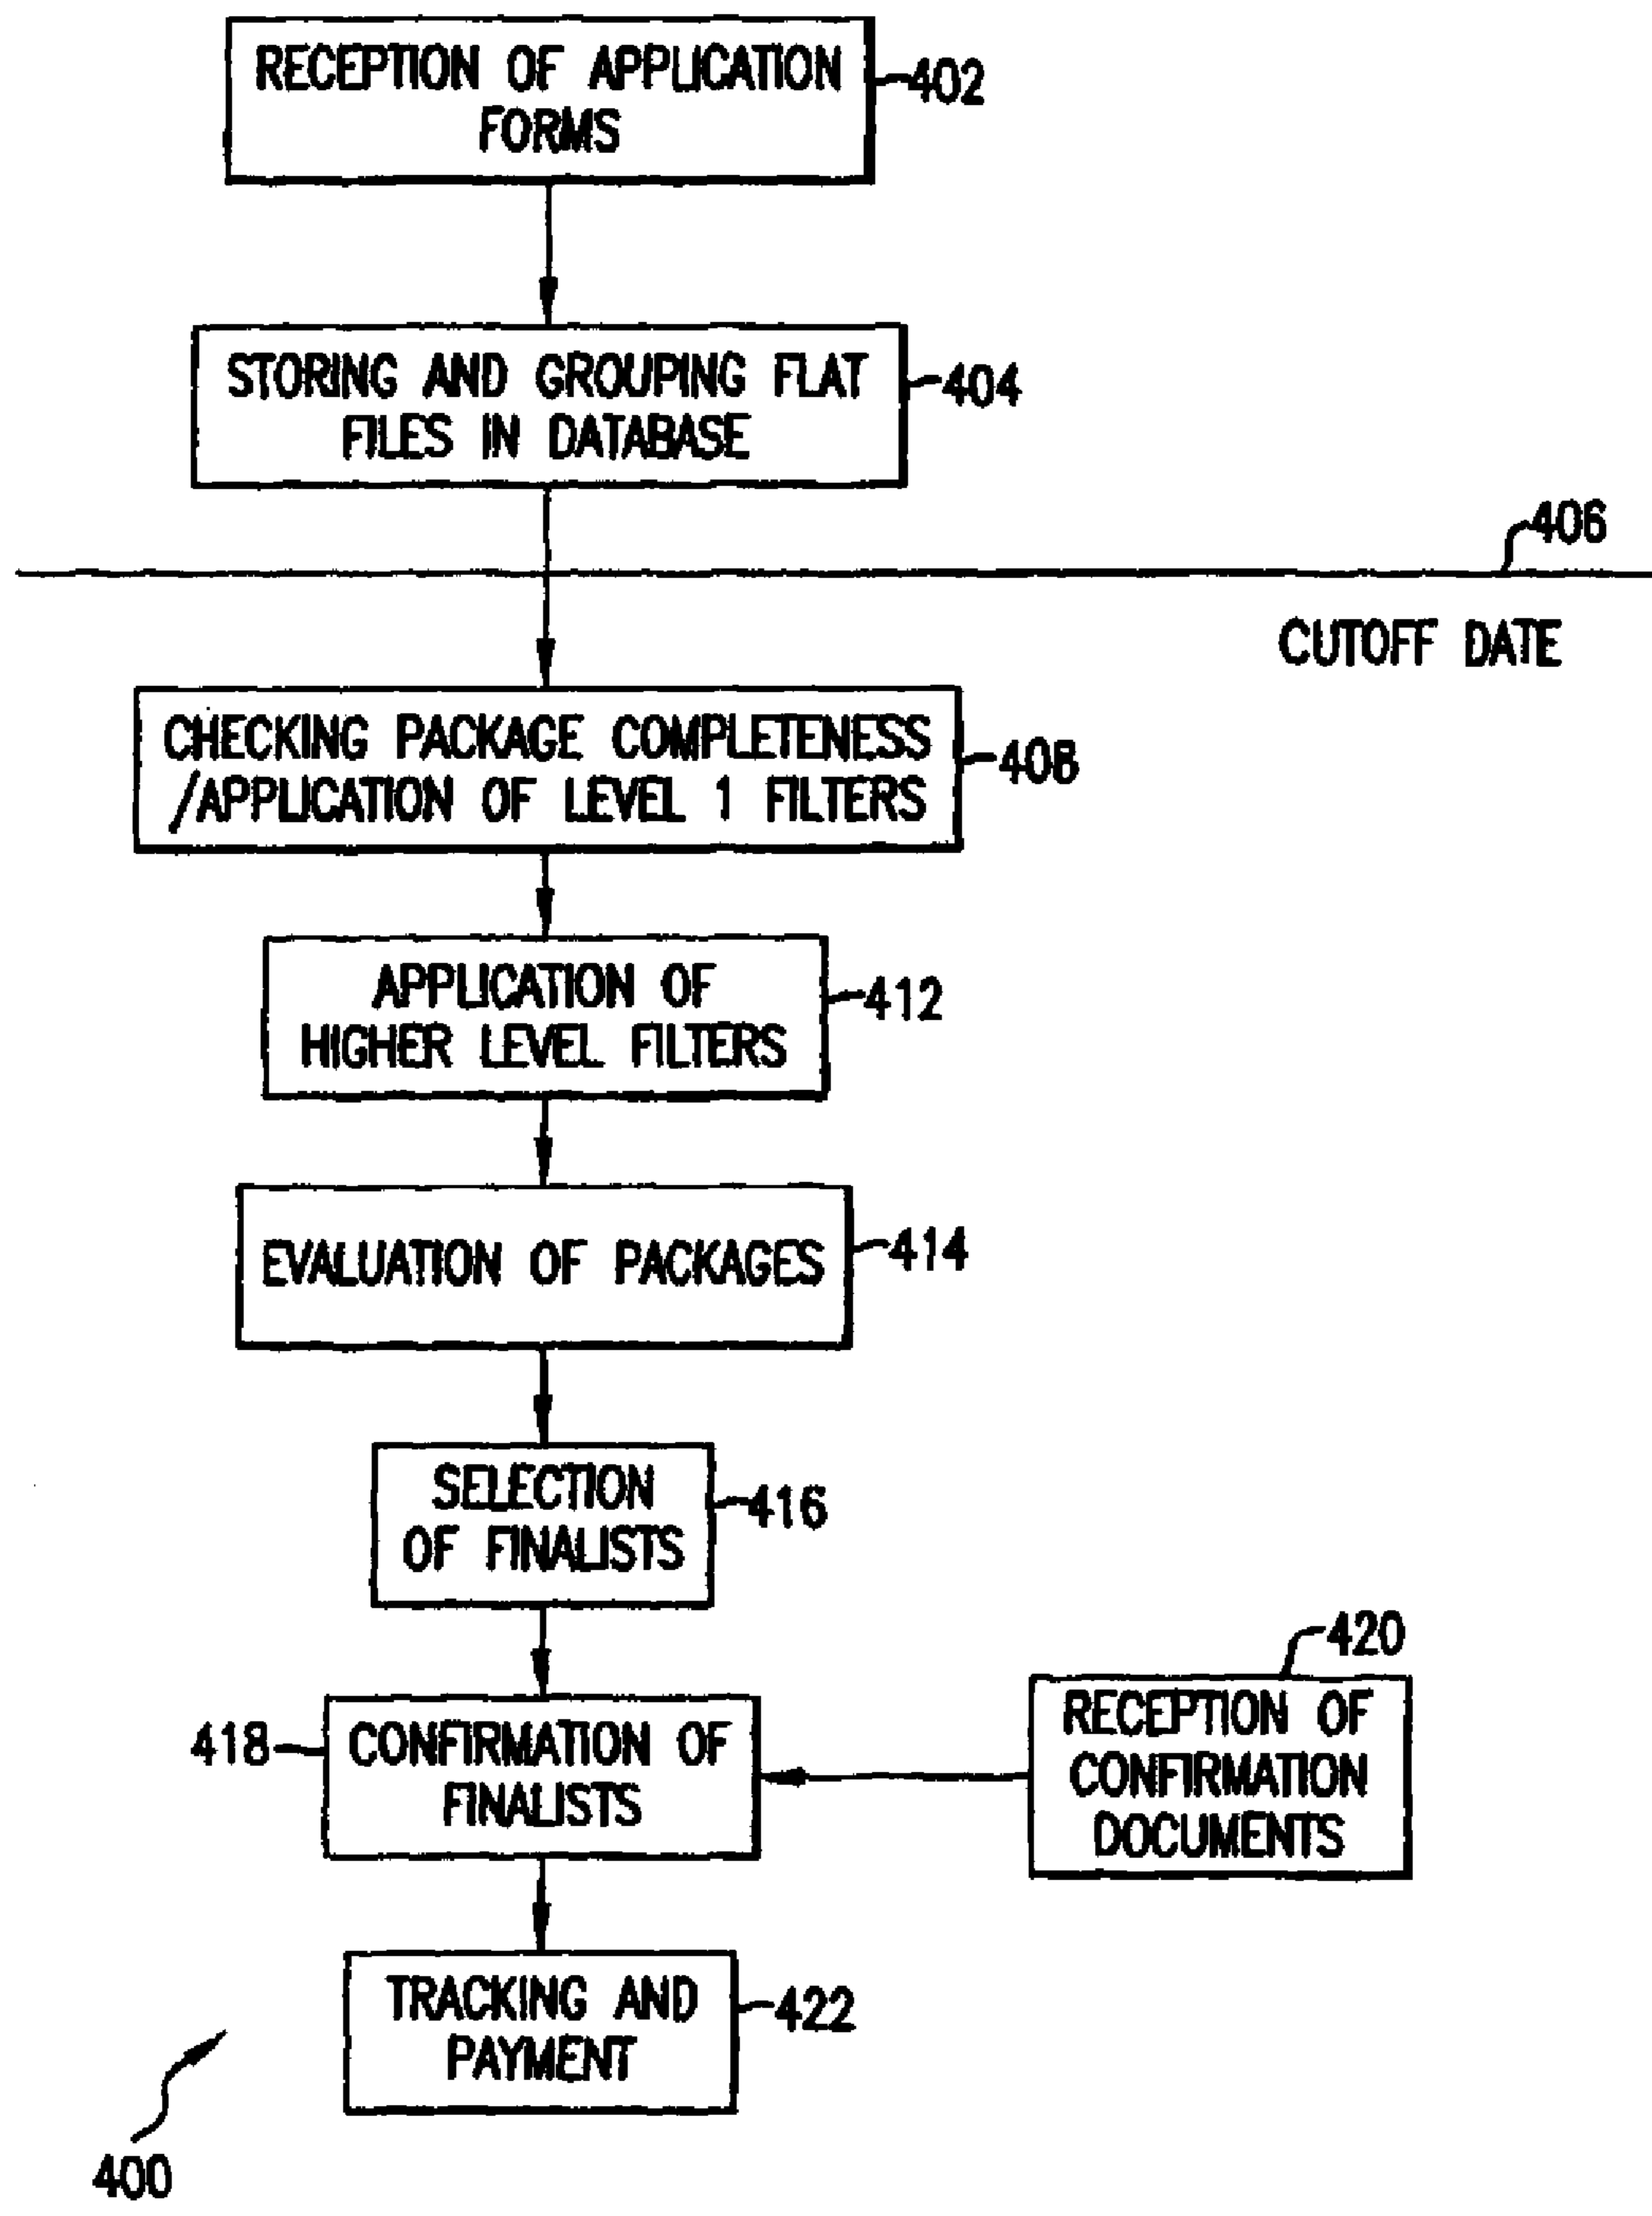 RECEPTION OF APPLICATION
FORMS
402
STORING AND GROUPING FLAT
FILES IN DATABASE
404
406
CUTOFF DATE
CHECKING PACKAGE COMPLETENESS
/APPLICATION OF LEVEL 1 FILTERS
408
APPLICATION OF
HIGHER LEVEL FILTERS
412
EVALUATION OF PACKAGES
414
SELECTION
OF FINALISTS
416
418
CONFIRMATION OF
FINALISTS
420
RECEPTION OF
CONFIRMATION
DOCUMENTS
TRACKING AND
PAYMENT
422
400